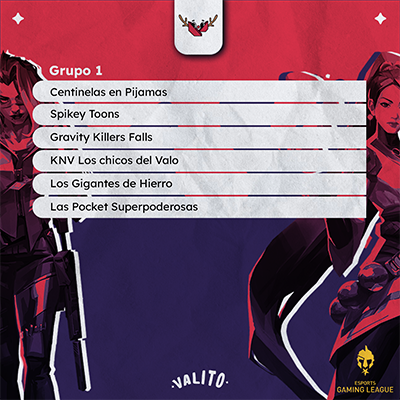 Grupo 1
Centinelas en Pijamas
Spikey Toons
Gravity Killers Falls
KNV Los chicos del Valo
Los Gigantes de Hierro
Las Pocket Superpoderosas
·VALITO·
ESPORTS
GAMING LEAGUE